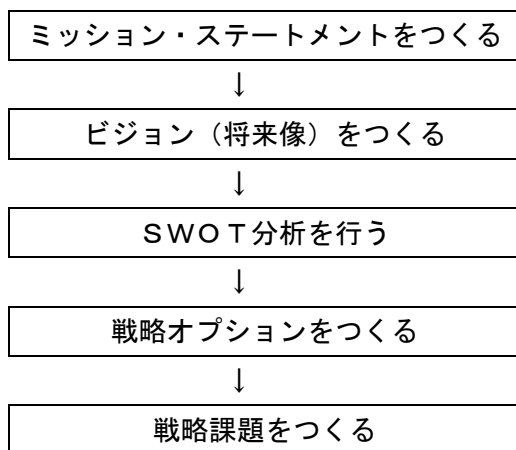 ミッション・ステートメントをつくる
↓
ビジョン（将来像）をつくる
↓
ＳＷＯＴ分析を行う
↓
戦略オプションをつくる
↓
戦略課題をつくる